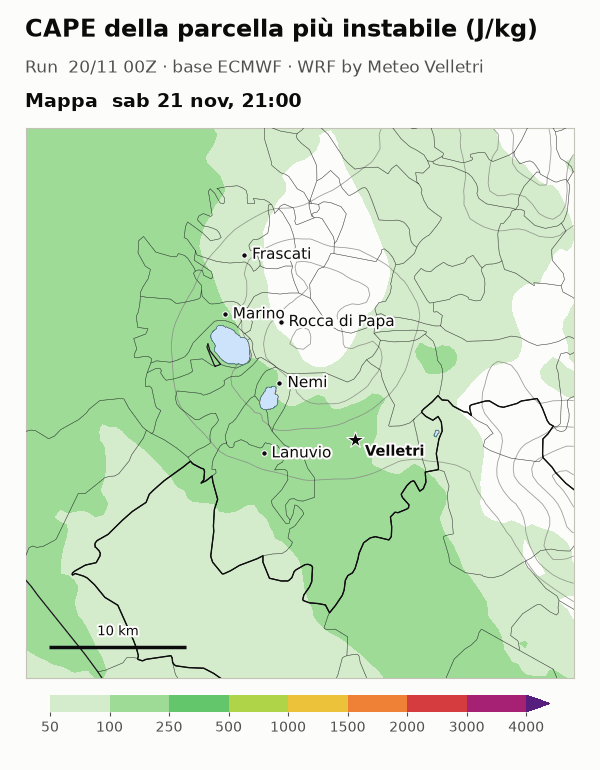 CAPE della parcella più instabile (J/kg)
Run  20/11 00Z · base ECMWF · WRF by Meteo Velletri
Mappa  sab 21 nov, 21:00
Frascati
Marino
Rocca di Papa
Nemi
Velletri
Lanuvio
10 km
50 100 250 500 1000 1500 2000 3000 4000